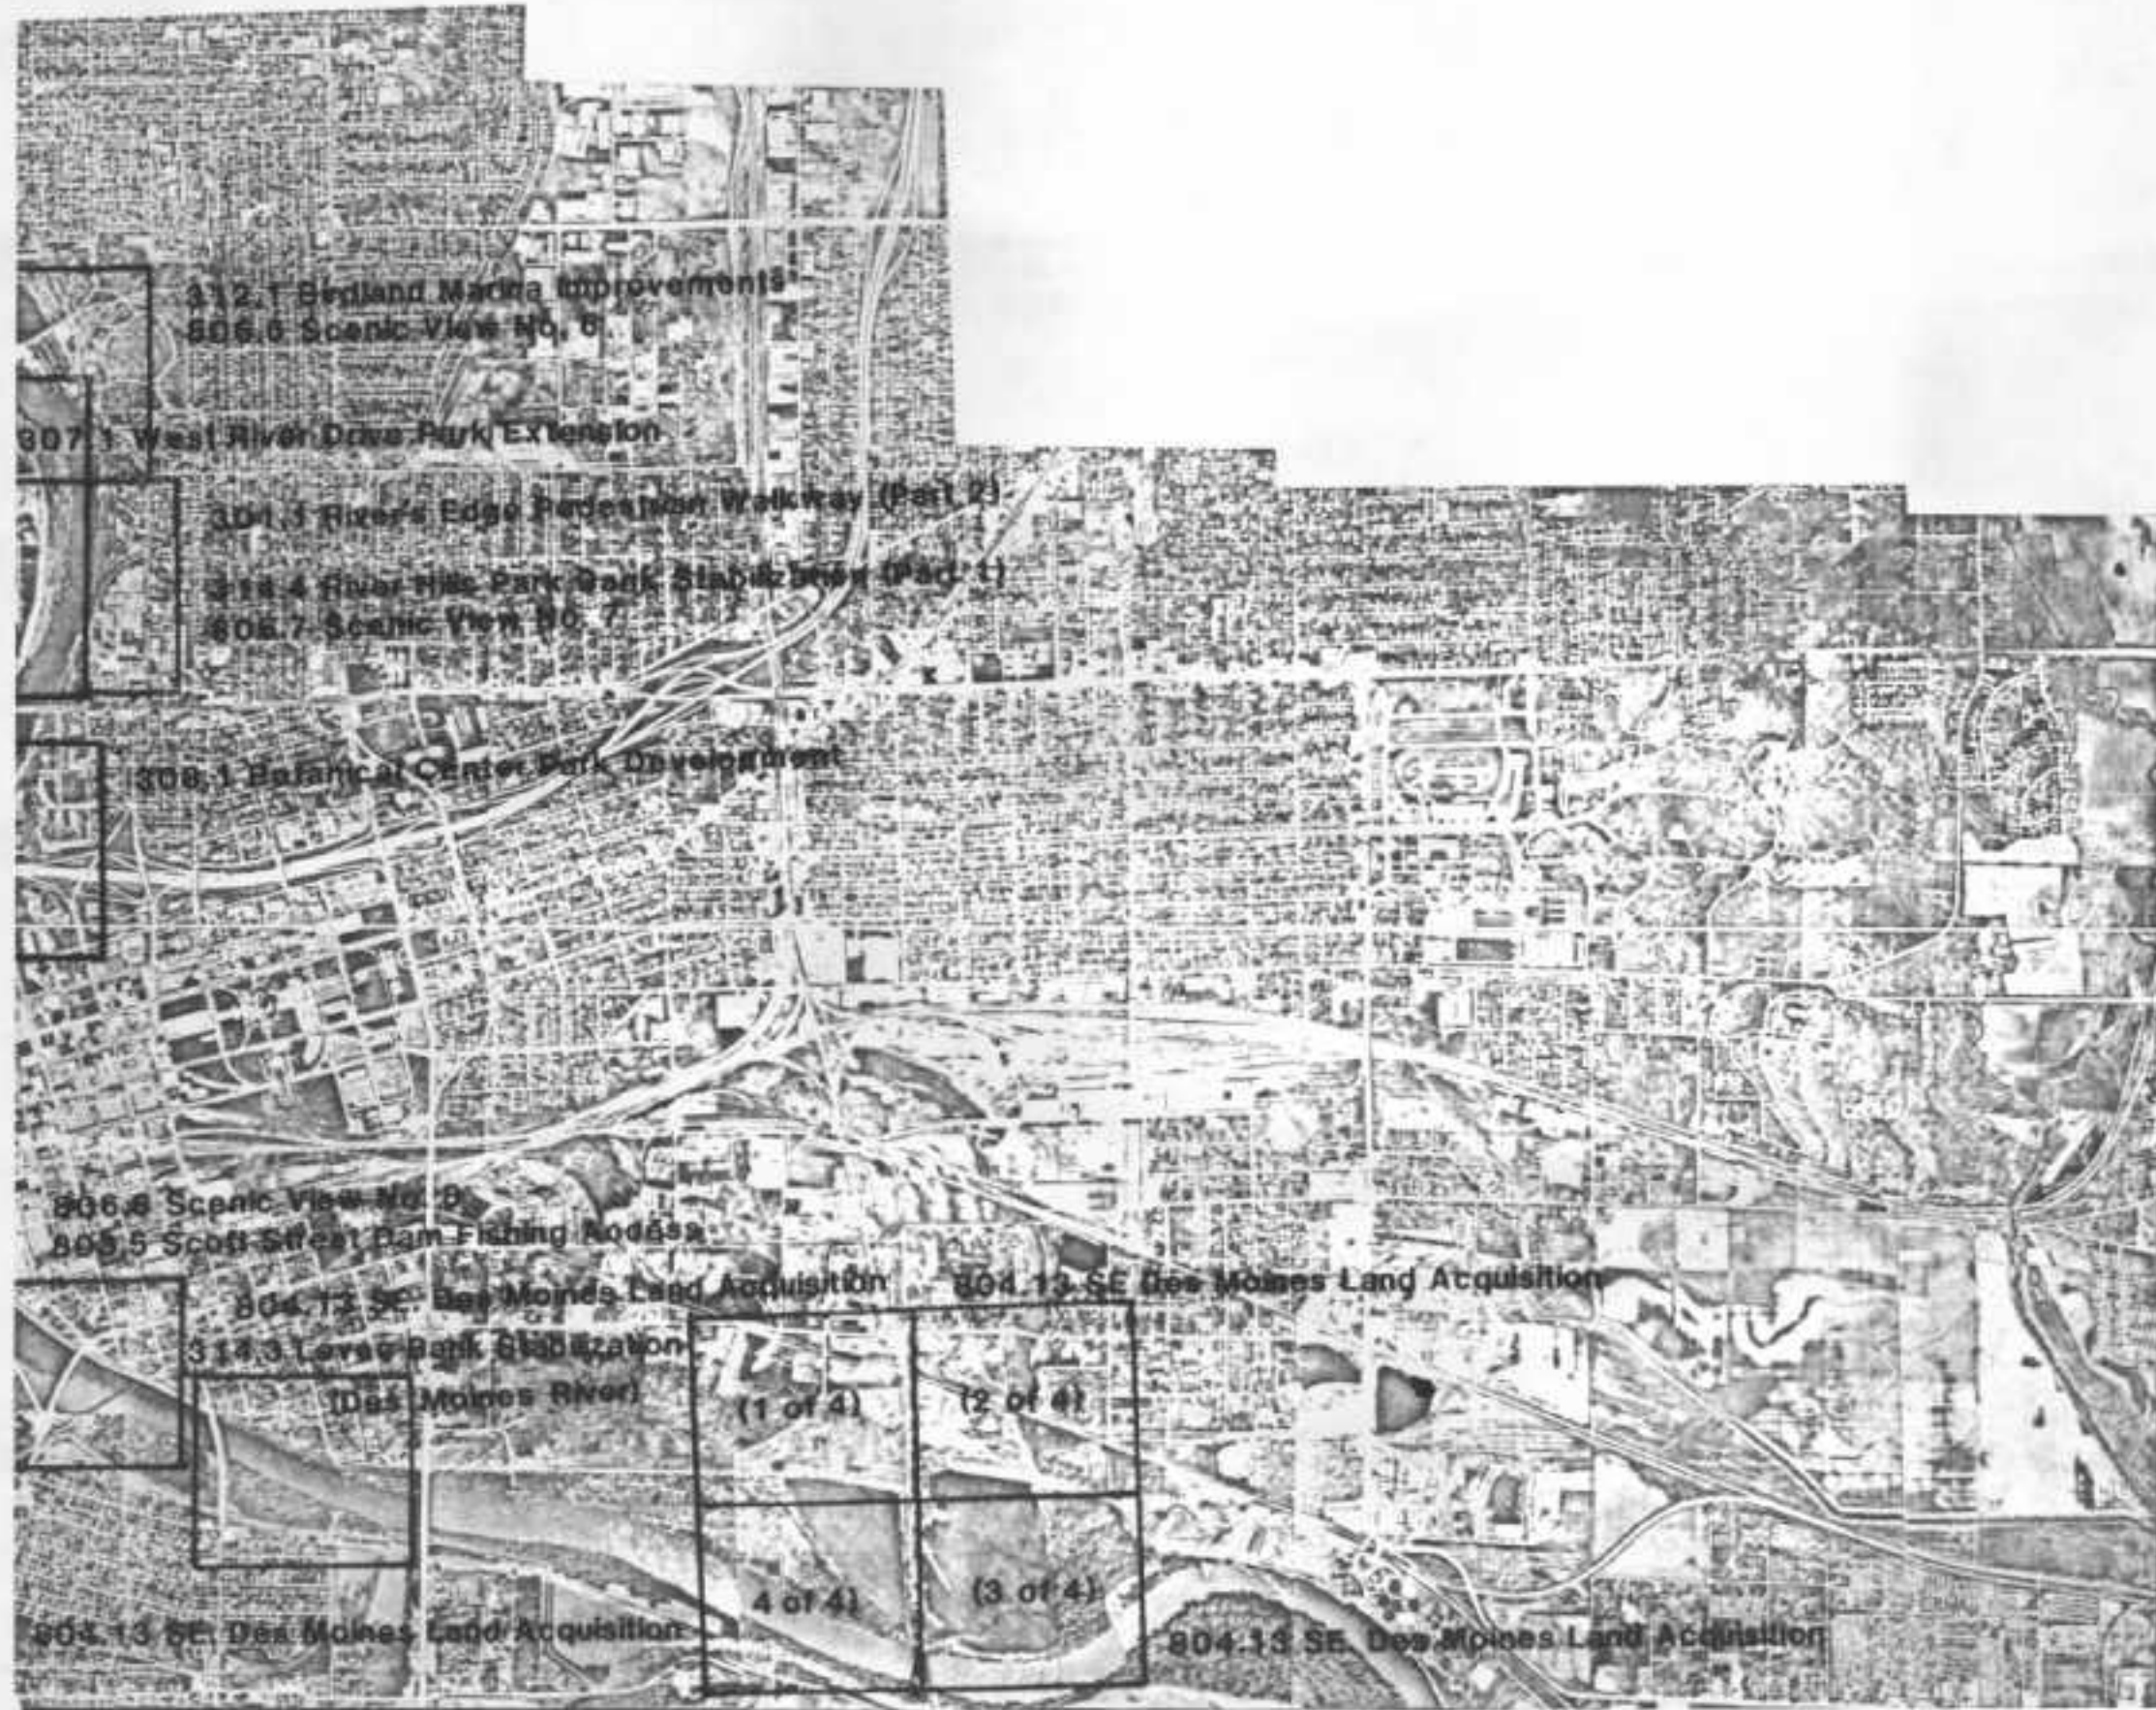 312.1 Birdland Marina Improvements
806.6 Scenic View No. 6
307.1 West River Drive Park Extension
301.1 River's Edge Pedestrian Walkway (Part 2)
314.4 River Hills Park Bank Stabilization (Part 1)
806.7 Scenic View No. 7
308.1 Botanical Center Park Development
806.8 Scenic View No. 8
805.5 Scott Street Dam Fishing Access
804.13 SE. Des Moines Land Acquisition
804.13 SE Des Moines Land Acquisition
314.3 Levee Bank Stabilization
(Des Moines River)
(1 of 4)
(2 of 4)
4 of 4)
(3 of 4)
804.13 SE. Des Moines Land Acquisition
804.13 SE. Des Moines Land Acquisition